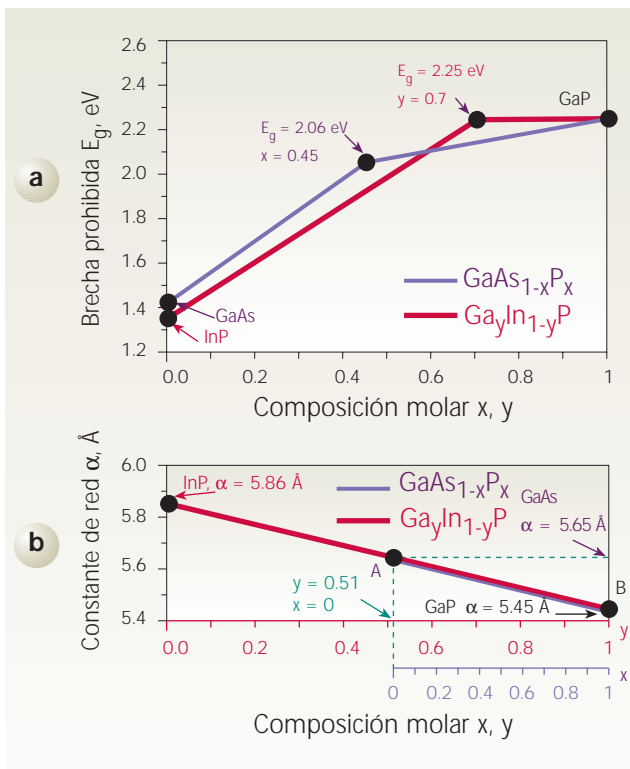 a
Brecha prohibida Eg, eV
2.6
2.4
2.2
2.0
1.8
1.6
1.4
1.2
Eg = 2.25 eV
y = 0.7
GaP
Eg = 2.06 eV
x = 0.45
GaAs
InP
GaAs1-xPx
GayIn1-yP
0.0 0.2 0.4 0.6 0.8 1
Composición molar x, y
b
Constante de red α, Å
6.0
5.8
5.6
5.4
InP, α = 5.86 Å
GaAs1-xPx
GayIn1-yP
GaAs
α = 5.65 Å
A
B
y = 0.51
x = 0
GaP α = 5.45 Å
0.0 0.2 0.4 0.6 0.8 1 y
0 0.2 0.4 0.6 0.8 1 x
Composición molar x, y